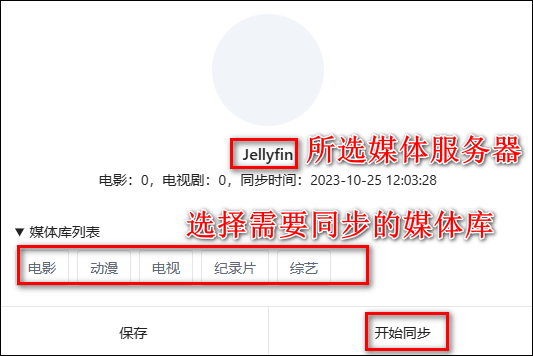 Jellyfin 所选媒体服务器
电影：0，电视剧：0，同步时间：2023-10-25 12:03:28
选择需要同步的媒体库
▼ 媒体库列表
电影 动漫 电视 纪录片 综艺
保存 开始同步